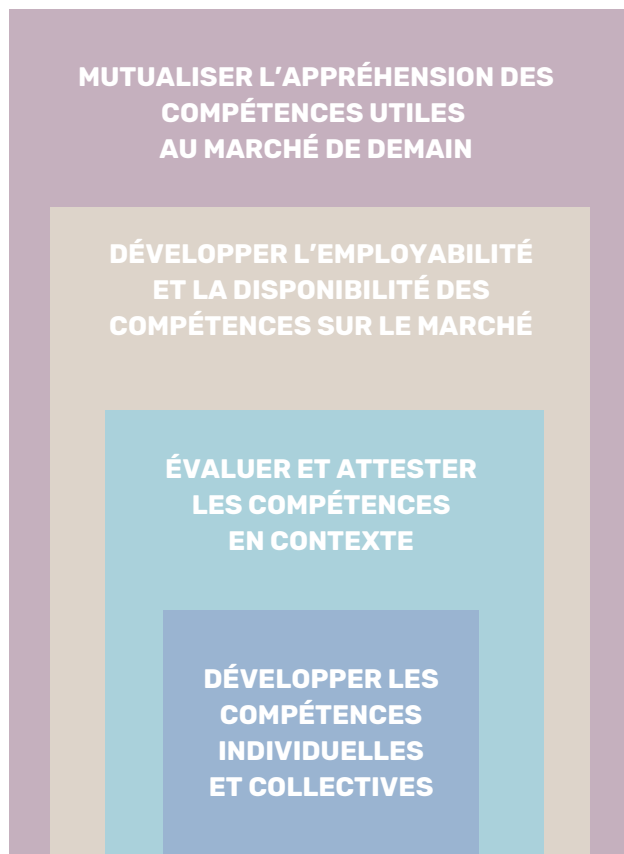 MUTUALISER L’APPRÉHENSION DES
COMPÉTENCES UTILES
AU MARCHÉ DE DEMAIN
DÉVELOPPER L’EMPLOYABILITÉ
ET LA DISPONIBILITÉ DES
COMPÉTENCES SUR LE MARCHÉ
ÉVALUER ET ATTESTER
LES COMPÉTENCES
EN CONTEXTE
DÉVELOPPER LES
COMPÉTENCES
INDIVIDUELLES
ET COLLECTIVES